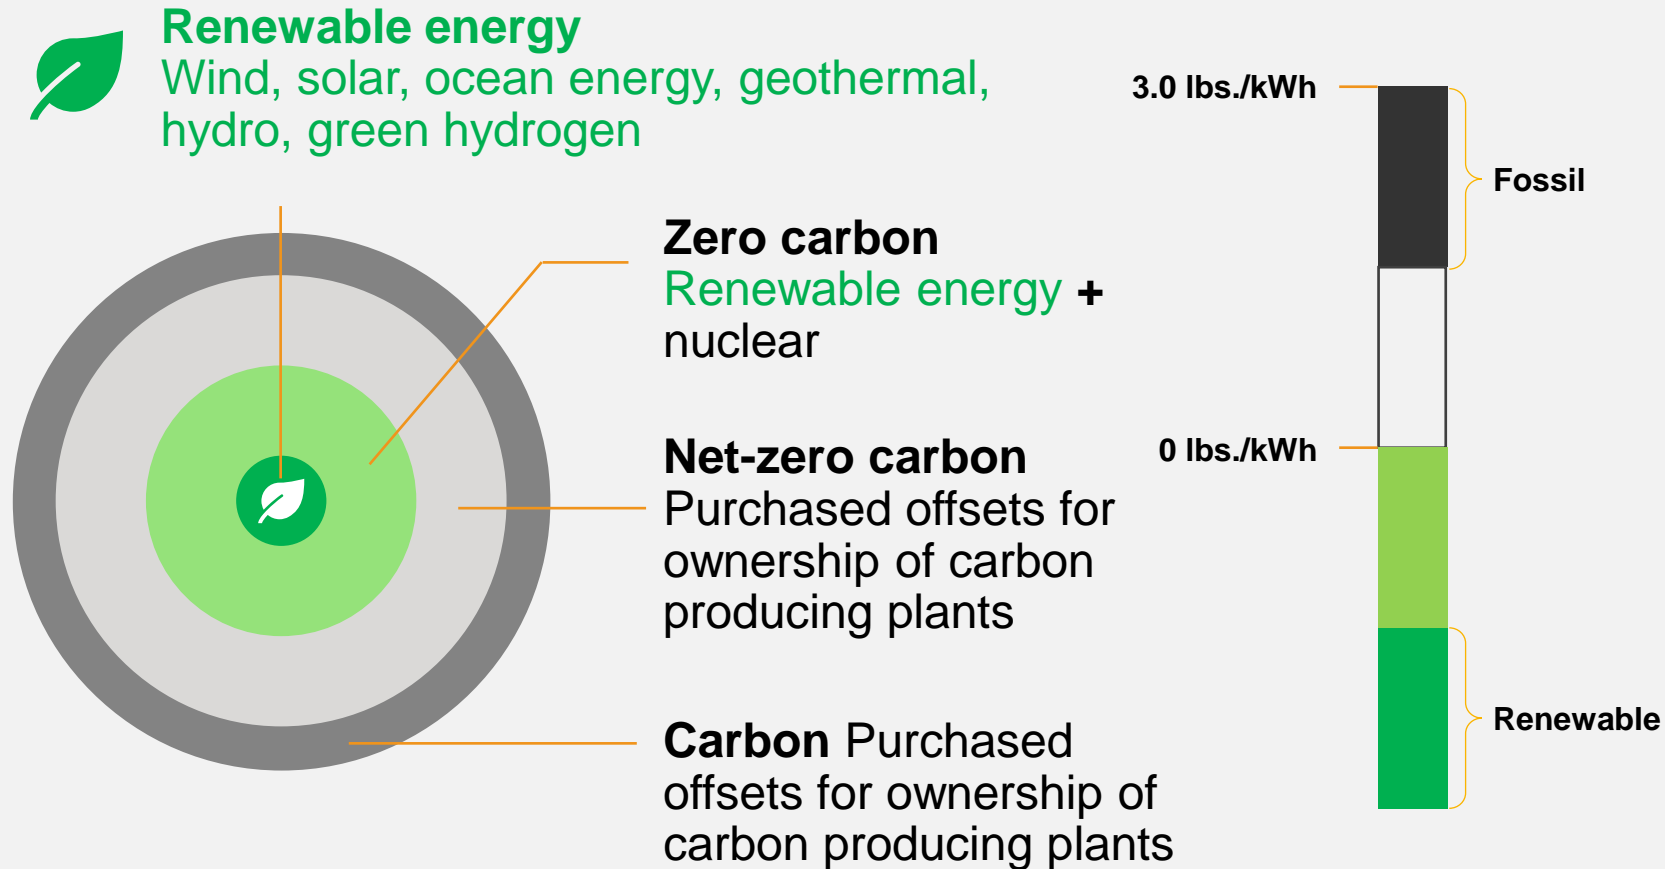 Renewable energy
Wind, solar, ocean energy, geothermal,
hydro, green hydrogen
Zero carbon
Renewable energy +
nuclear
Net-zero carbon
Purchased offsets for
ownership of carbon
producing plants
Carbon Purchased
offsets for ownership of
carbon producing plants
3.0 lbs./kWh
Fossil
0 lbs./kWh
Renewable